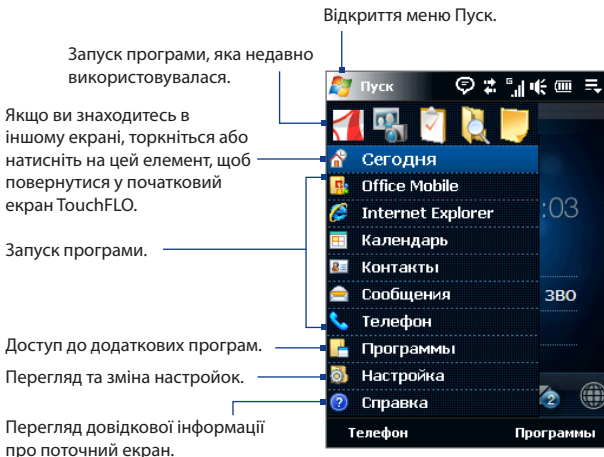 Відкриття меню Пуск.
Запуск програми, яка недавно
використовувалася.
Якщо ви знаходитесь в
іншому екрані, торкніться або
натисніть на цей елемент, щоб
повернутися у початковий
екран TouchFLO.
Запуск програми.
Доступ до додаткових програм.
Перегляд та зміна настройок.
Перегляд довідкової інформації
про поточний екран.
Пуск
Сегодня
Office Mobile
Internet Explorer
:03
Календарь
Контакты
Сообщения
зво
Телефон
Программы
Настройка
Справка
2
Телефон
Программы